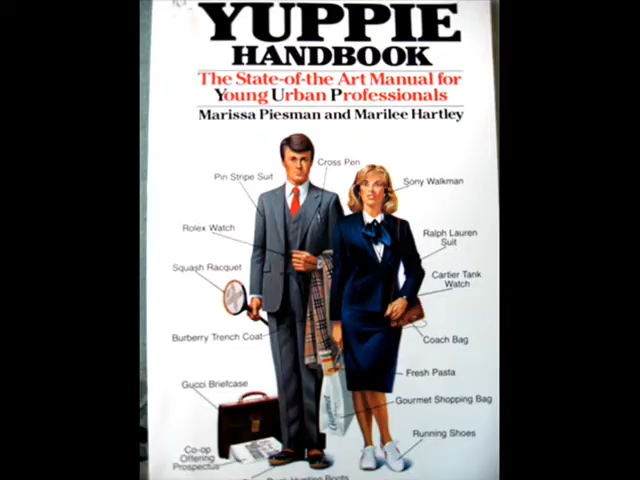 YUPPIE
HANDBOOK
The State-of-the Art Manual for
Young Urban Professionals
Marissa Piesman and Marilee Hartley
Cross Pen
Pin Stripe Suit
Sony Walkman
Rolex Watch
Ralph Lauren
Suit
Squash Racquet
Cartier Tank
Watch
Burberry Trench Coat
Coach Bag
Fresh Pasta
Gucci Briefcase
Gourmet Shopping Bag
Running Shoes
Co-op
Offering
Prospectus
Boots